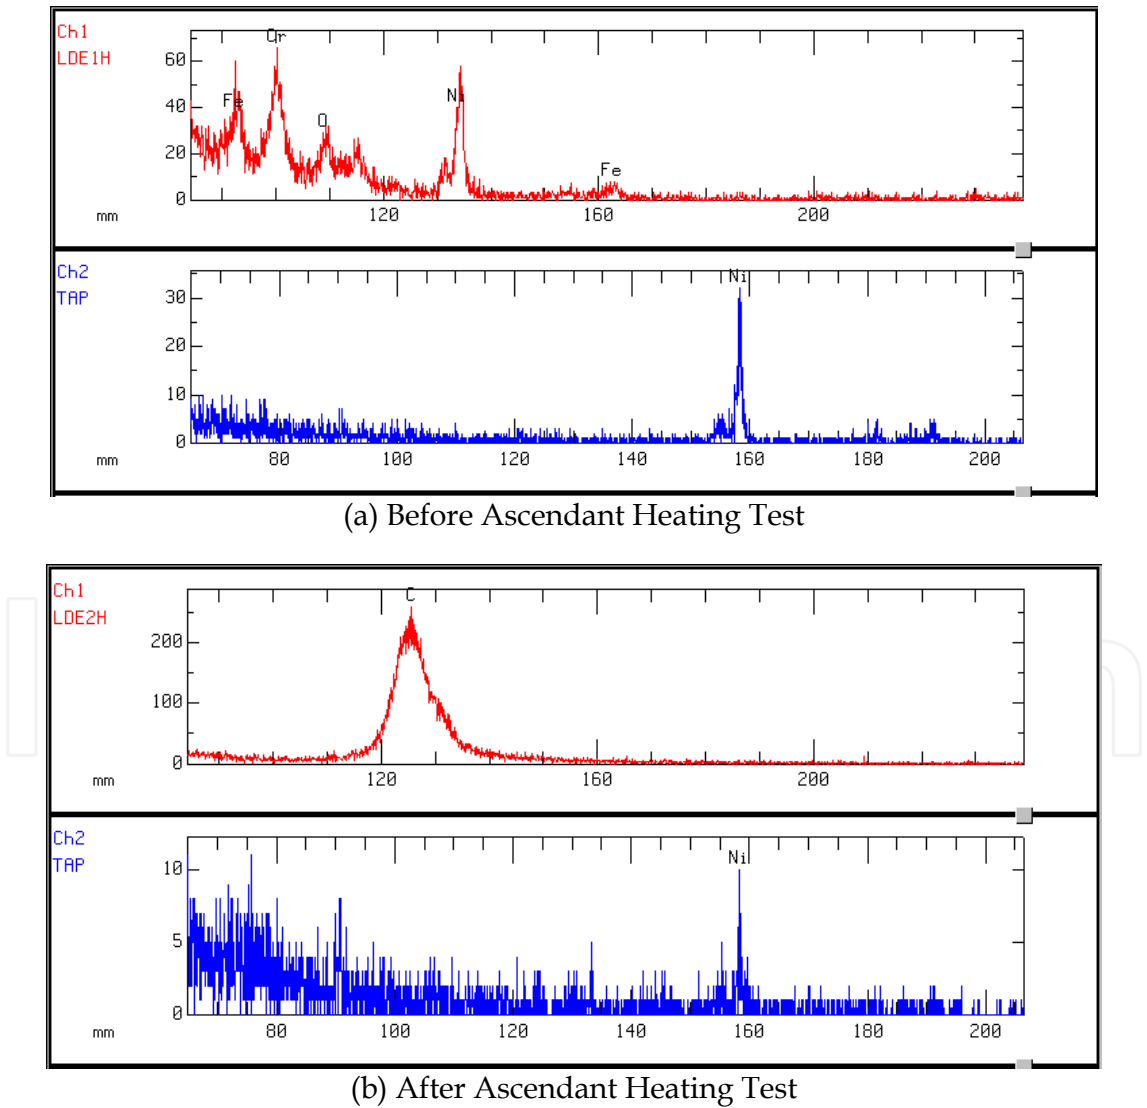 Ch1
LDE1H
Cr
60
Fe
40
O
Ni
20
Fe
0
mm
120
160
200
Ch2
TAP
Ni
30
20
10
0
mm
80
100
120
140
160
180
200
(a) Before Ascendant Heating Test
Ch1
LDE2H
C
200
100
0
mm
120
160
200
Ch2
TAP
Ni
10
5
0
mm
80
100
120
140
160
180
200
(b) After Ascendant Heating Test